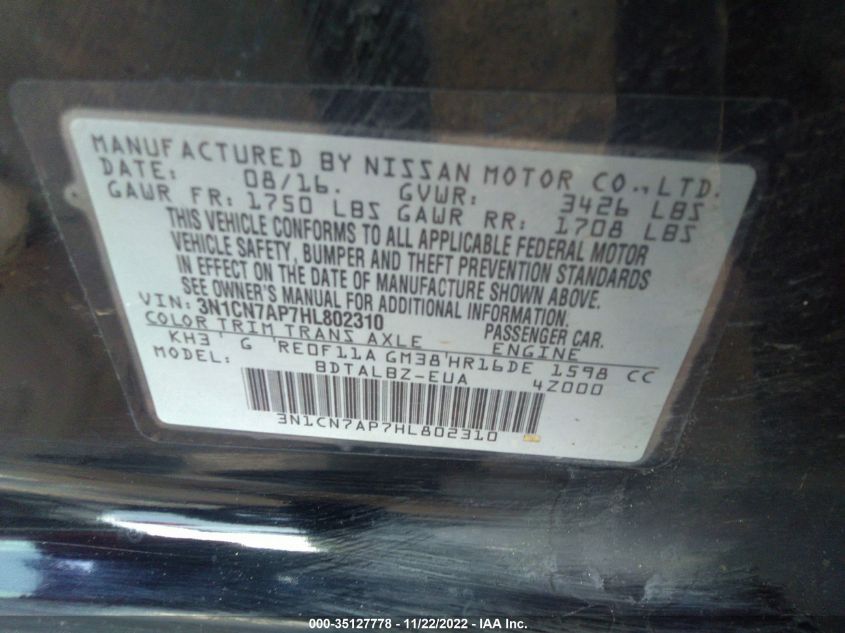 MANUFACTURED BY NISSAN MOTOR CO., LTD.
DATE: 08/16. GVWR: 3426 LBS
GAWR FR: 1750 LBS GAWR RR: 1708 LBS
THIS VEHICLE CONFORMS TO ALL APPLICABLE FEDERAL MOTOR
VEHICLE SAFETY, BUMPER AND THEFT PREVENTION STANDARDS
IN EFFECT ON THE DATE OF MANUFACTURE SHOWN ABOVE.
SEE OWNER'S MANUAL FOR ADDITIONAL INFORMATION:
VIN: 3N1CN7AP7HL802310 PASSENGER CAR.
COLOR TRIM TRANS AXLE ENGINE
KH3 ' G 'RE0F11A GM38'HR16DE 1598 CC
MODEL: BDTALBZ-EUA 4Z000
3N1CN7AP7HL802310
000-35127778 - 11/22/2022 - IAA Inc.